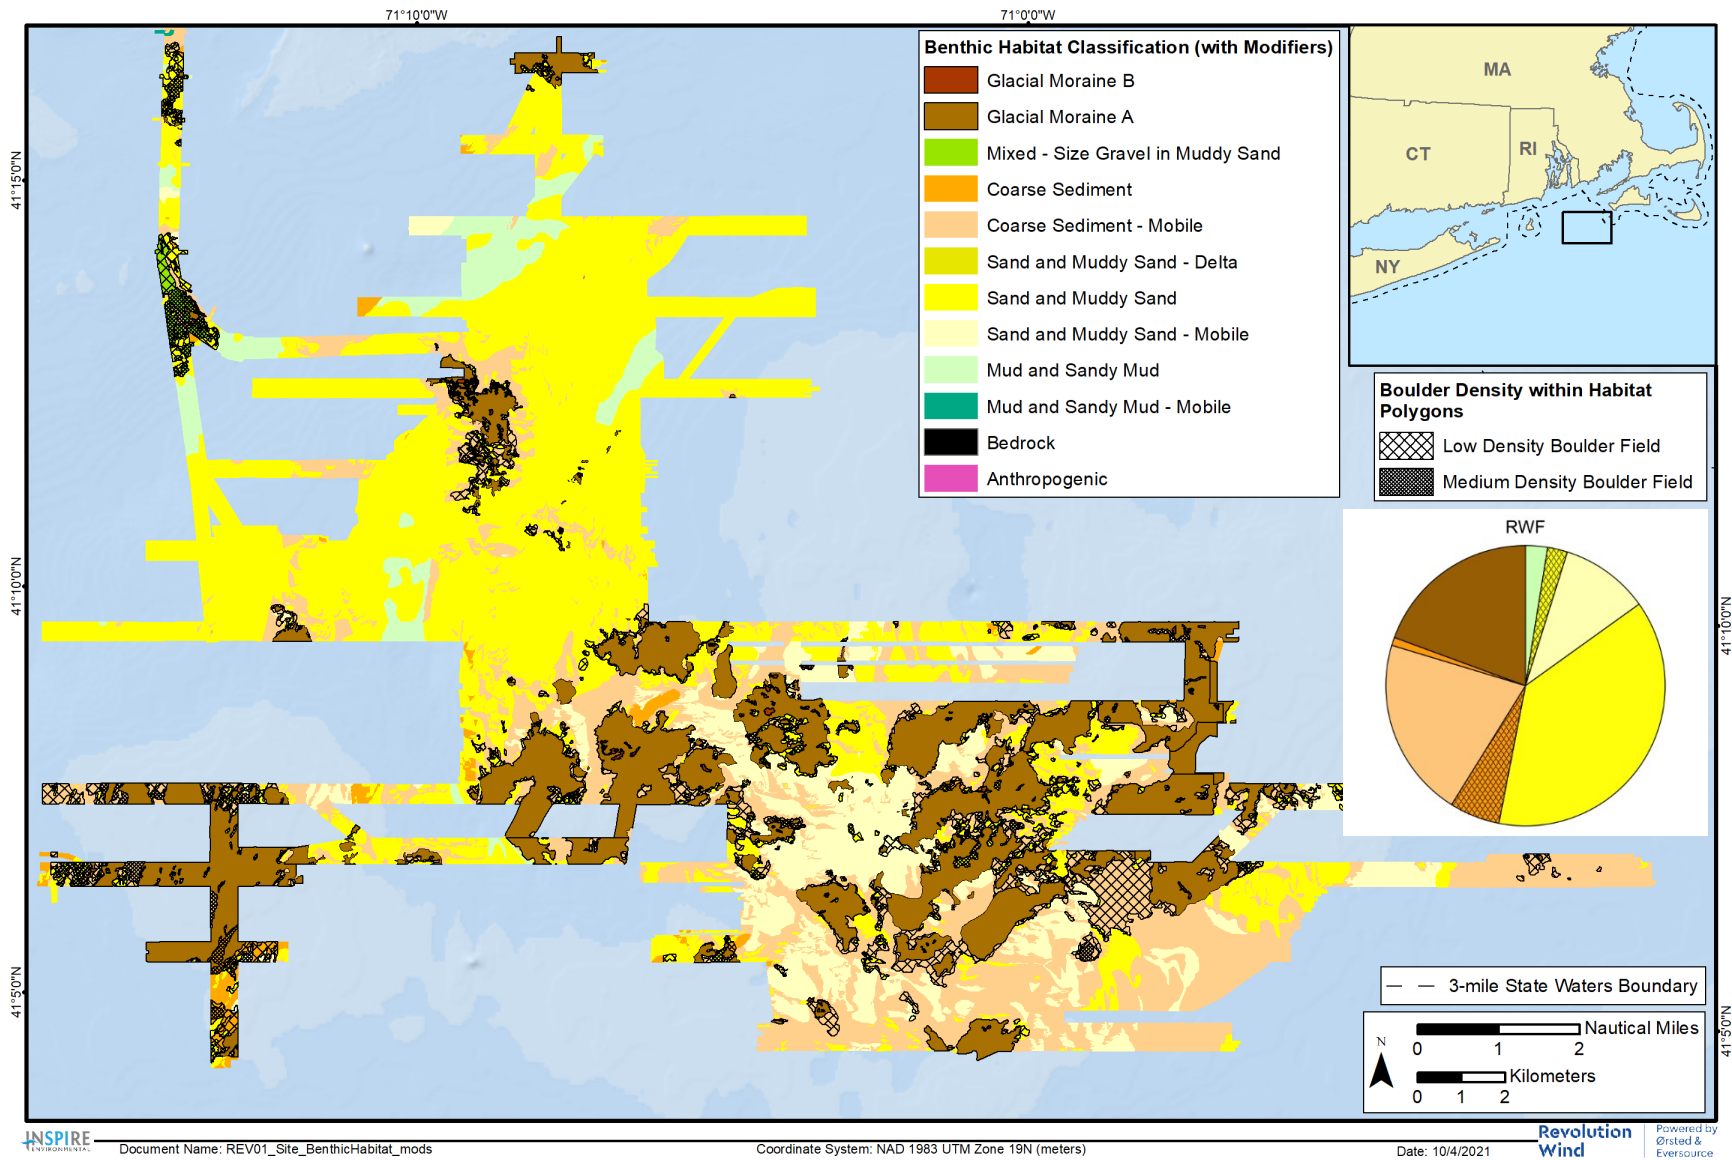 71°10'0"W
71°0'0"W
Benthic Habitat Classification (with Modifiers)
Glacial Moraine B
Glacial Moraine A
Mixed - Size Gravel in Muddy Sand
Coarse Sediment
Coarse Sediment - Mobile
Sand and Muddy Sand - Delta
Sand and Muddy Sand
Sand and Muddy Sand - Mobile
Mud and Sandy Mud
Mud and Sandy Mud - Mobile
Bedrock
Anthropogenic
MA
CT
RI
NY
Boulder Density within Habitat
Polygons
Low Density Boulder Field
Medium Density Boulder Field
RWF
41°15'0"N
41°10'0"N
41°5'0"N
41°10'0"N
41°5'0"N
3-mile State Waters Boundary
N
Nautical Miles
0 1 2
Kilometers
0 1 2
INSPIRE
ENVIRONMENTAL
Document Name: REV01_Site_BenthicHabitat_mods
Coordinate System: NAD 1983 UTM Zone 19N (meters)
Date: 10/4/2021
Revolution
Wind
Powered by
Ørsted &
Eversource